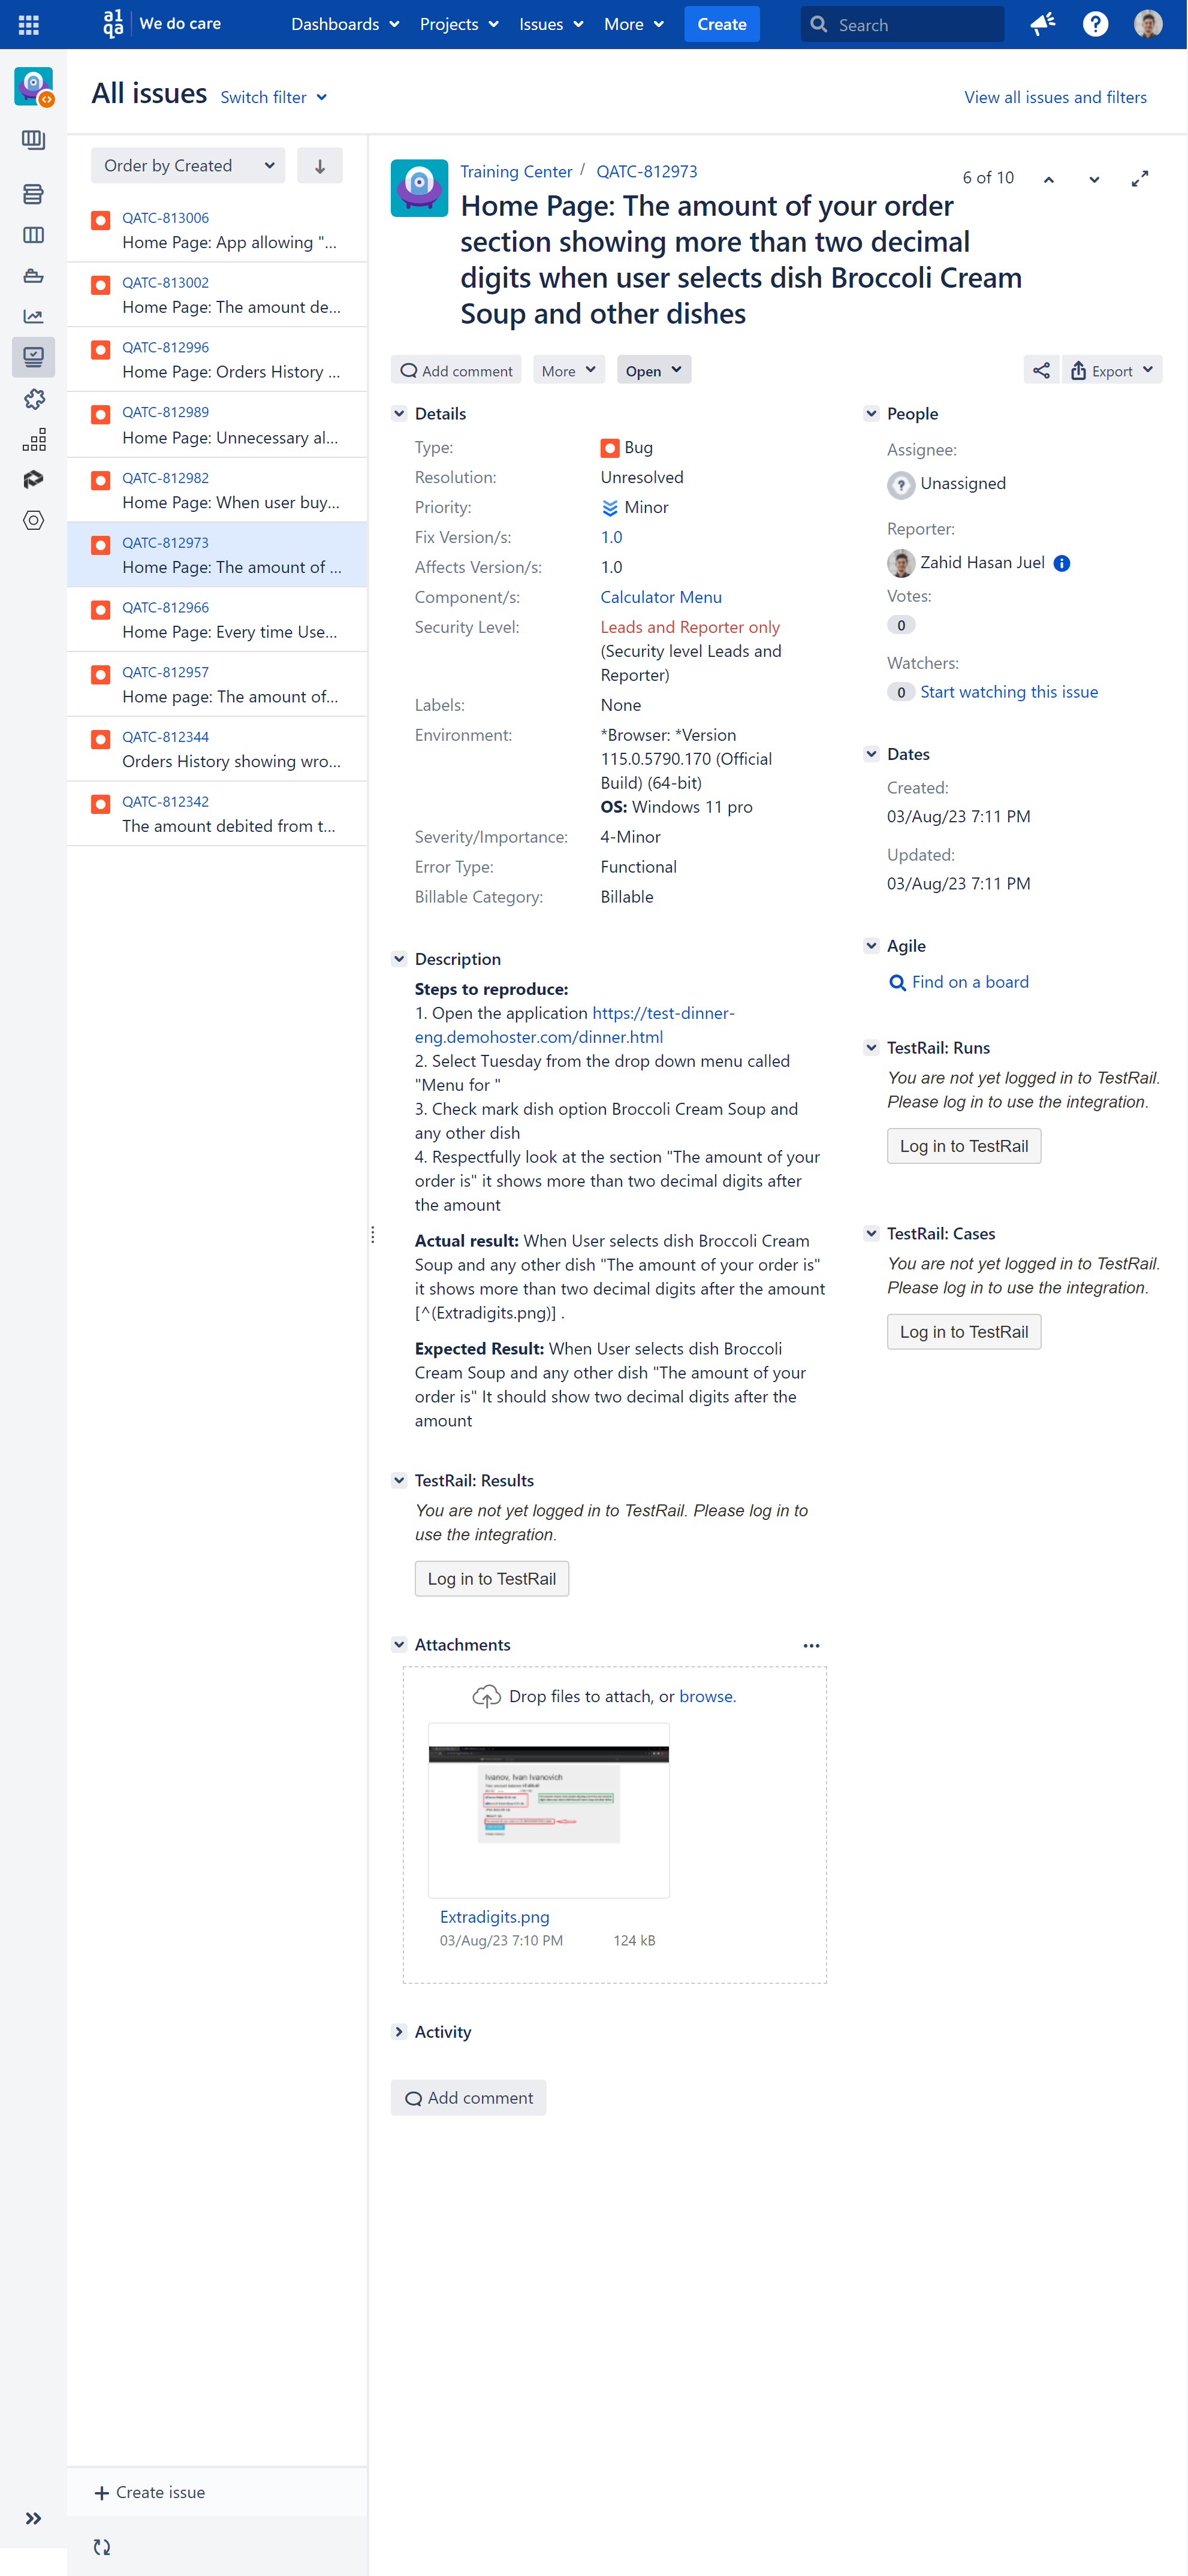 a1qa We do care Dashboards Projects Issues More Create Search
All issues Switch filter View all issues and filters
Order by Created
QATC-813006
Home Page: App allowing "...
QATC-813002
Home Page: The amount de...
QATC-812996
Home Page: Orders History ...
QATC-812989
Home Page: Unnecessary al...
QATC-812982
Home Page: When user buy...
QATC-812973
Home Page: The amount of ...
QATC-812966
Home Page: Every time Use...
QATC-812957
Home page: The amount of...
QATC-812344
Orders History showing wro...
QATC-812342
The amount debited from t...
Create issue
Training Center / QATC-812973
6 of 10
Home Page: The amount of your order
section showing more than two decimal
digits when user selects dish Broccoli Cream
Soup and other dishes
Add comment More Open Export
Details
Type: Bug
Resolution: Unresolved
Priority: Minor
Fix Version/s: 1.0
Affects Version/s: 1.0
Component/s: Calculator Menu
Security Level: Leads and Reporter only
(Security level Leads and
Reporter)
Labels: None
Environment: *Browser: *Version
115.0.5790.170 (Official
Build) (64-bit)
OS: Windows 11 pro
Severity/Importance: 4-Minor
Error Type: Functional
Billable Category: Billable
Description
Steps to reproduce:
1. Open the application https://test-dinner-
eng.demohoster.com/dinner.html
2. Select Tuesday from the drop down menu called
"Menu for "
3. Check mark dish option Broccoli Cream Soup and
any other dish
4. Respectfully look at the section "The amount of your
order is" it shows more than two decimal digits after
the amount
Actual result: When User selects dish Broccoli Cream
Soup and any other dish "The amount of your order is"
it shows more than two decimal digits after the amount
[^(Extradigits.png)] .
Expected Result: When User selects dish Broccoli
Cream Soup and any other dish "The amount of your
order is" It should show two decimal digits after the
amount
TestRail: Results
You are not yet logged in to TestRail. Please log in to
use the integration.
Log in to TestRail
Attachments
Drop files to attach, or browse.
Ivanov, Ivan Ivanovich
Extradigits.png
03/Aug/23 7:10 PM 124 kB
Activity
Add comment
People
Assignee:
Unassigned
Reporter:
Zahid Hasan Juel
Votes:
0
Watchers:
0 Start watching this issue
Dates
Created:
03/Aug/23 7:11 PM
Updated:
03/Aug/23 7:11 PM
Agile
Find on a board
TestRail: Runs
You are not yet logged in to TestRail.
Please log in to use the integration.
Log in to TestRail
TestRail: Cases
You are not yet logged in to TestRail.
Please log in to use the integration.
Log in to TestRail